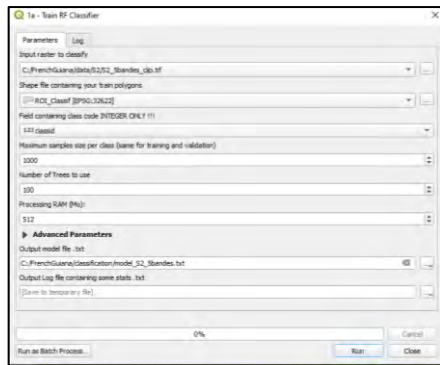 1a - Train RF Classifier
Parameters Log
Input raster to classify
C:/FrenchGuiana/data/S2/S2_5bandes_clip.tif
Shape file containing your train polygons
ROI_Classif [EPSG:32622]
Field containing class code INTEGER ONLY !!!
123 classid
Maximum samples size per class (same for training and validation)
1000
Number of Trees to use
100
Processing RAM (Mo):
512
Advanced Parameters
Output model file .txt
C:/FrenchGuiana/classification/model_S2_5bandes.txt
Output Log file containing some stats .txt
[Save to temporary file]
0% Cancel
Run as Batch Process... Run Close